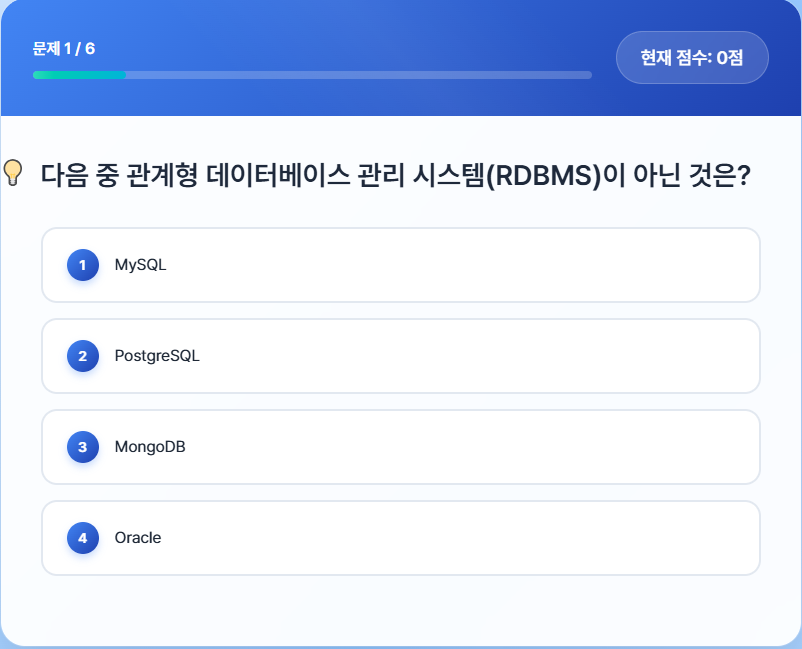 문제 1 / 6
현재 점수: 0점
다음 중 관계형 데이터베이스 관리 시스템(RDBMS)이 아닌 것은?
1 MySQL
2 PostgreSQL
3 MongoDB
4 Oracle